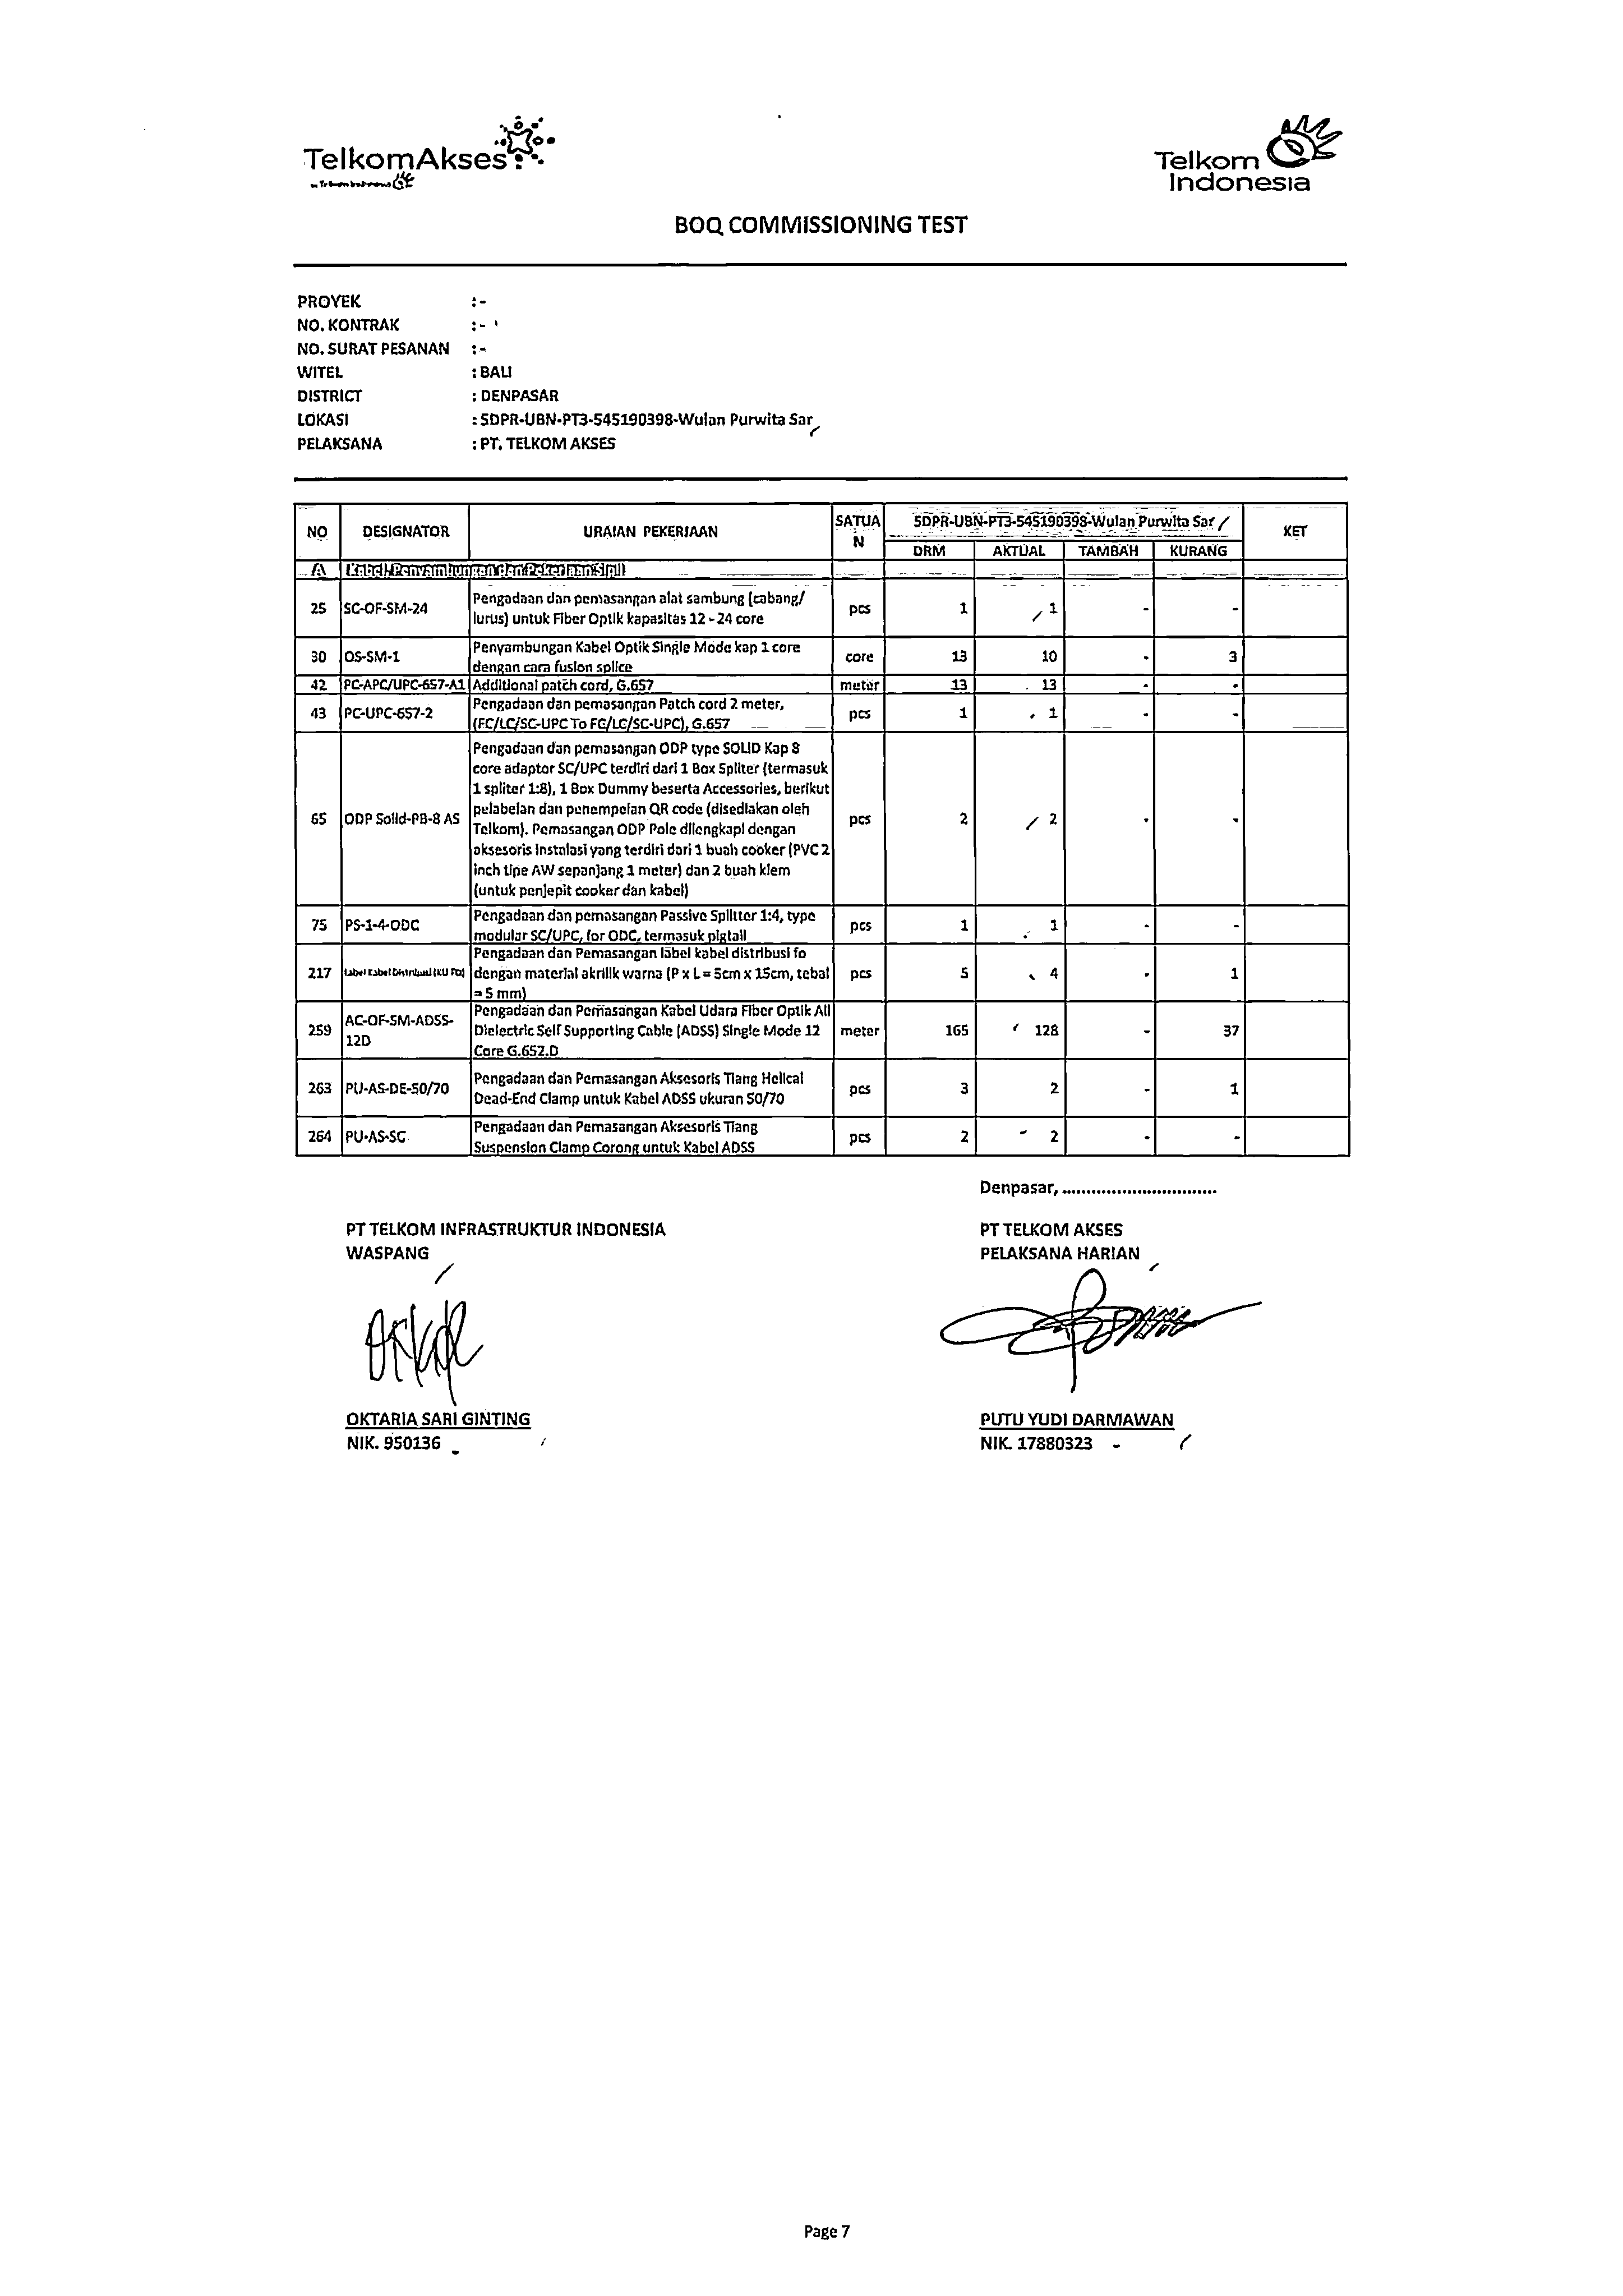 TelkomAkses
Telkom
Indonesia
BOQ COMMISSIONING TEST
PROYEK : -
NO. KONTRAK : -
NO. SURAT PESANAN : -
WITEL : BALI
DISTRICT : DENPASAR
LOKASI : SDPR-UBN-PT3-545190398-Wulan Purwita Sar
PELAKSANA : PT. TELKOM AKSES
NO DESIGNATOR URAIAN PEKERJAAN SATUAN SDPR-UBN-PT3-545190398-Wulan Purwita Sar KET
DRM AKTUAL TAMBAH KURANG
A Kabel, Penyambungan dan Pekerjaan Sipil
25 SC-OF-SM-24 Pengadaan dan pemasangan alat sambung (cabang/
lurus) untuk Fiber Optik kapasitas 12 - 24 core pcs 1 1 - -
30 OS-SM-1 Penyambungan Kabel Optik Single Mode kap 1 core
dengan cara fusion splice core 13 10 - 3
42 PC-APC/UPC-657-A1 Additional patch cord, G.657 meter 13 13 - -
43 PC-UPC-657-2 Pengadaan dan pemasangan Patch cord 2 meter,
(FC/LC/SC-UPC To FC/LC/SC-UPC), G.657 pcs 1 1 - -
65 ODP Solid-PB-8 AS Pengadaan dan pemasangan ODP type SOLID Kap 8
core adaptor SC/UPC terdiri dari 1 Box Spliter (termasuk
1 spliter 1:8), 1 Box Dummy beserta Accessories, berikut
pelabelan dan penempelan QR code (disediakan oleh
Telkom). Pemasangan ODP Pole dilengkapi dengan
aksesoris instalasi yang terdiri dari 1 buah cooker (PVC 2
inch tipe AW sepanjang 1 meter) dan 2 buah klem
(untuk penjepit cooker dan kabel) pcs 2 2 - -
75 PS-1-4-ODC Pengadaan dan pemasangan Passive Splitter 1:4, type
modular SC/UPC, for ODC, termasuk pigtail pcs 1 1 - -
217 Label Kabel Distribusi (KU FO) Pengadaan dan Pemasangan label kabel distribusi fo
dengan material akrilik warna (P x L = 5cm x 15cm, tebal
= 5 mm) pcs 5 4 - 1
259 AC-OF-SM-ADSS-
12D Pengadaan dan Pemasangan Kabel Udara Fiber Optik All
Dielectric Self Supporting Cable (ADSS) Single Mode 12
Core G.652.D meter 165 128 - 37
263 PU-AS-DE-50/70 Pengadaan dan Pemasangan Aksesoris Tiang Helical
Dead-End Clamp untuk Kabel ADSS ukuran 50/70 pcs 3 2 - 1
264 PU-AS-SC Pengadaan dan Pemasangan Aksesoris Tiang
Suspension Clamp Corong untuk Kabel ADSS pcs 2 2 - -
Denpasar, ................................
PT TELKOM INFRASTRUKTUR INDONESIA
WASPANG
PT TELKOM AKSES
PELAKSANA HARIAN
OKTARIA SARI GINTING
NIK. 950136
PUTU YUDI DARMAWAN
NIK. 17880323
Page 7